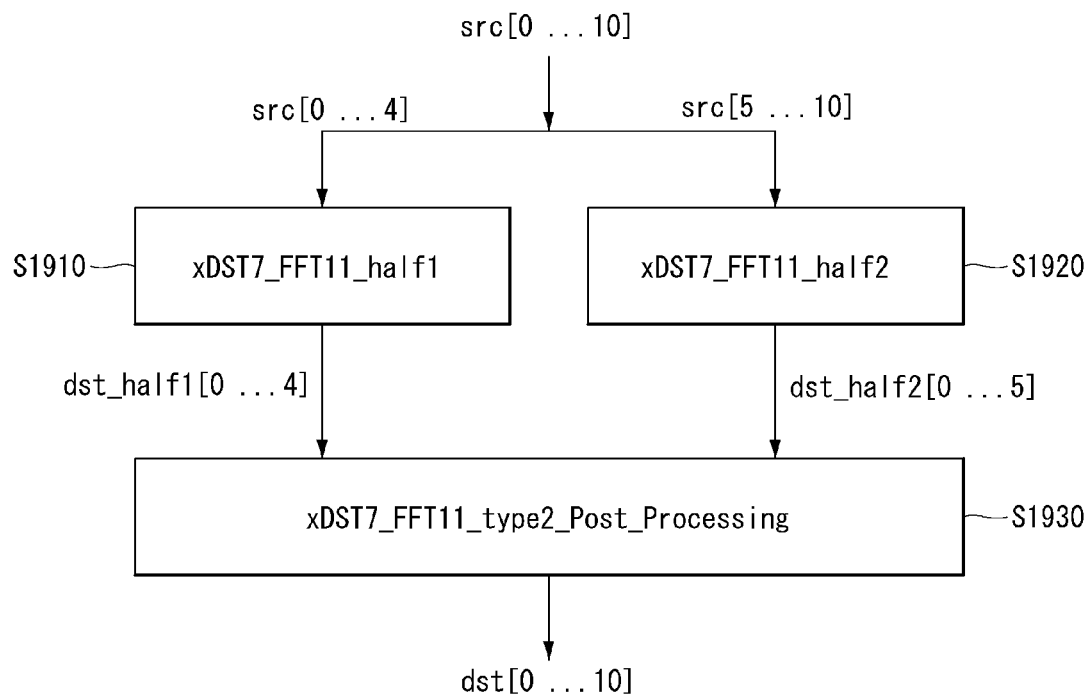 src[0 ...10]
src[0 ...4]
src[5 ...10]
S1910
xDST7_FFT11_half1
xDST7_FFT11_half2
S1920
dst_half1[0 ...4]
dst_half2[0 ...5]
xDST7_FFT11_type2_Post_Processing
S1930
dst[0 ...10]